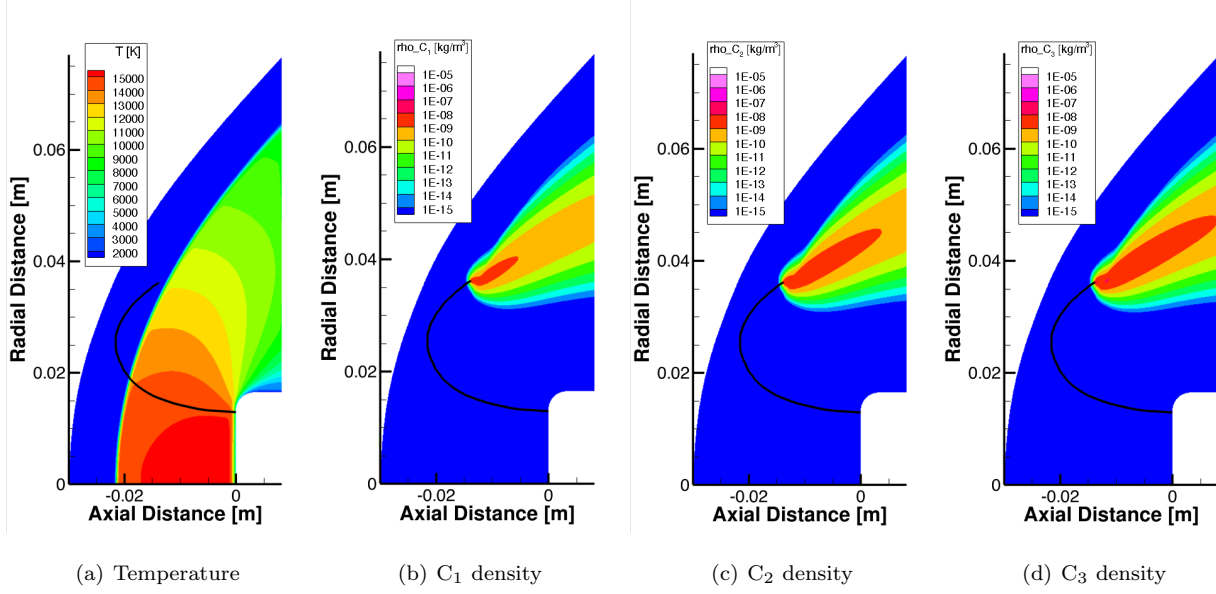 T [K]
15000
14000
13000
12000
11000
10000
9000
8000
7000
6000
5000
4000
3000
2000
Radial Distance [m]
0.06
0.04
0.02
0
-0.02
0
Axial Distance [m]
(a) Temperature
rho_C₁ [kg/m³]
1E-05
1E-06
1E-07
1E-08
1E-09
1E-10
1E-11
1E-12
1E-13
1E-14
1E-15
Radial Distance [m]
0.06
0.04
0.02
0
-0.02
0
Axial Distance [m]
(b) C₁ density
rho_C₂ [kg/m³]
1E-05
1E-06
1E-07
1E-08
1E-09
1E-10
1E-11
1E-12
1E-13
1E-14
1E-15
Radial Distance [m]
0.06
0.04
0.02
0
-0.02
0
Axial Distance [m]
(c) C₂ density
rho_C₃ [kg/m³]
1E-05
1E-06
1E-07
1E-08
1E-09
1E-10
1E-11
1E-12
1E-13
1E-14
1E-15
Radial Distance [m]
0.06
0.04
0.02
0
-0.02
0
Axial Distance [m]
(d) C₃ density